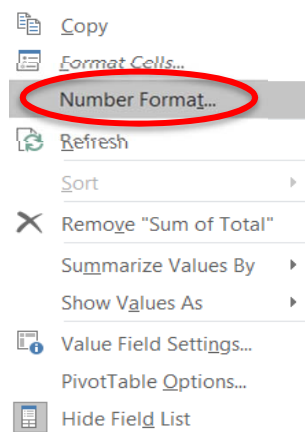 Copy
Format Cells...
Number Format...
Refresh
Sort
Remove "Sum of Total"
Summarize Values By
Show Values As
Value Field Settings...
PivotTable Options...
Hide Field List